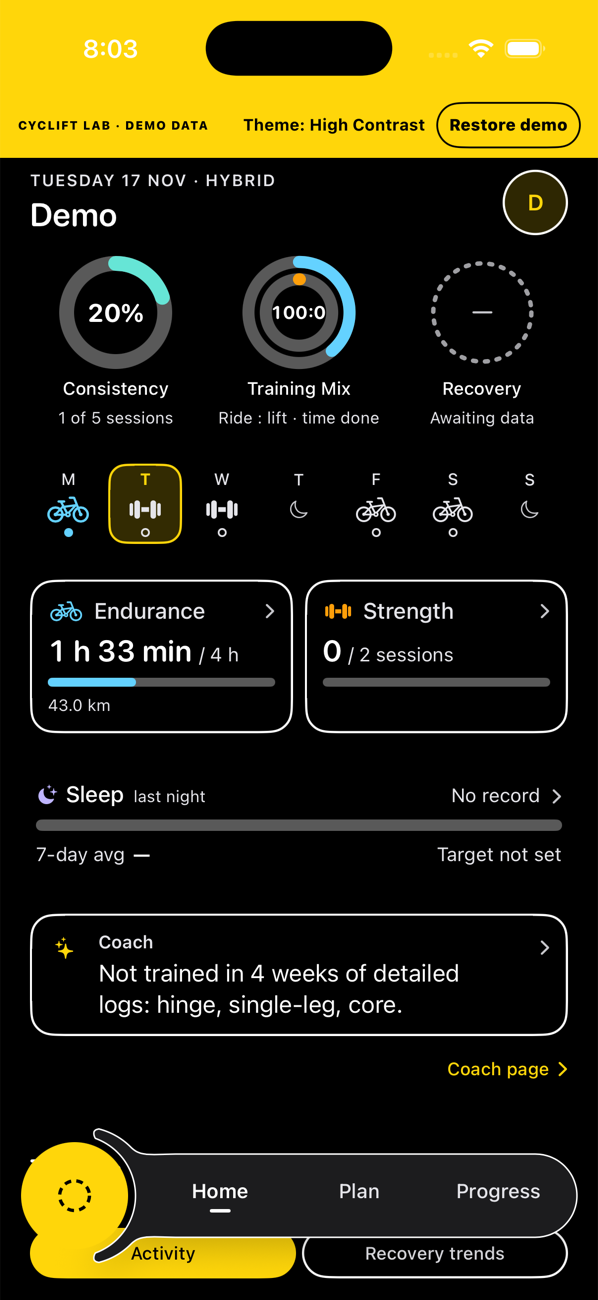 8:03
CYCLIFT LAB · DEMO DATA
Theme: High Contrast
Restore demo
TUESDAY 17 NOV · HYBRID
Demo
D
20%
100:0
—
Consistency
Training Mix
Recovery
1 of 5 sessions
Ride : lift · time done
Awaiting data
M T W T F S S
Endurance
1 h 33 min / 4 h
43.0 km
Strength
0 / 2 sessions
Sleep last night
No record
7-day avg —
Target not set
Coach
Not trained in 4 weeks of detailed
logs: hinge, single-leg, core.
Coach page
Home
Plan
Progress
Activity
Recovery trends